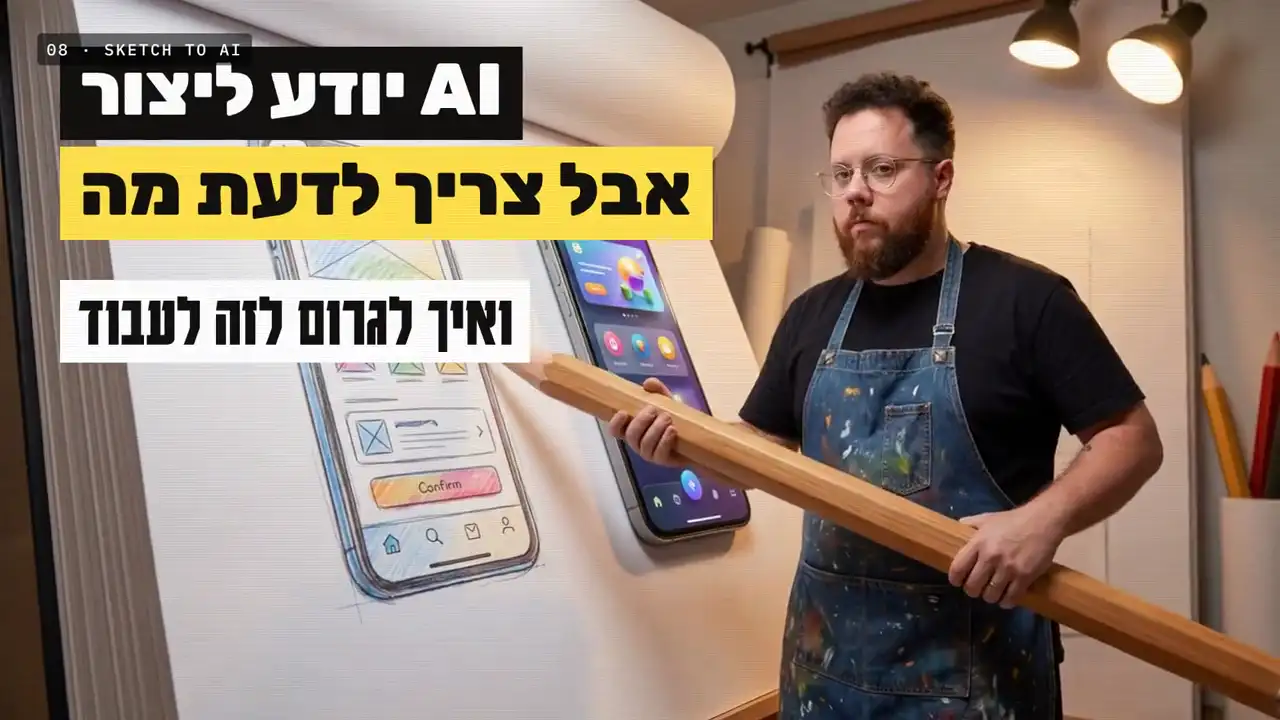 08 · SKETCH TO AI
AI יודע ליצור
אבל צריך לדעת מה
ואיך לגרום לזה לעבוד
Confirm